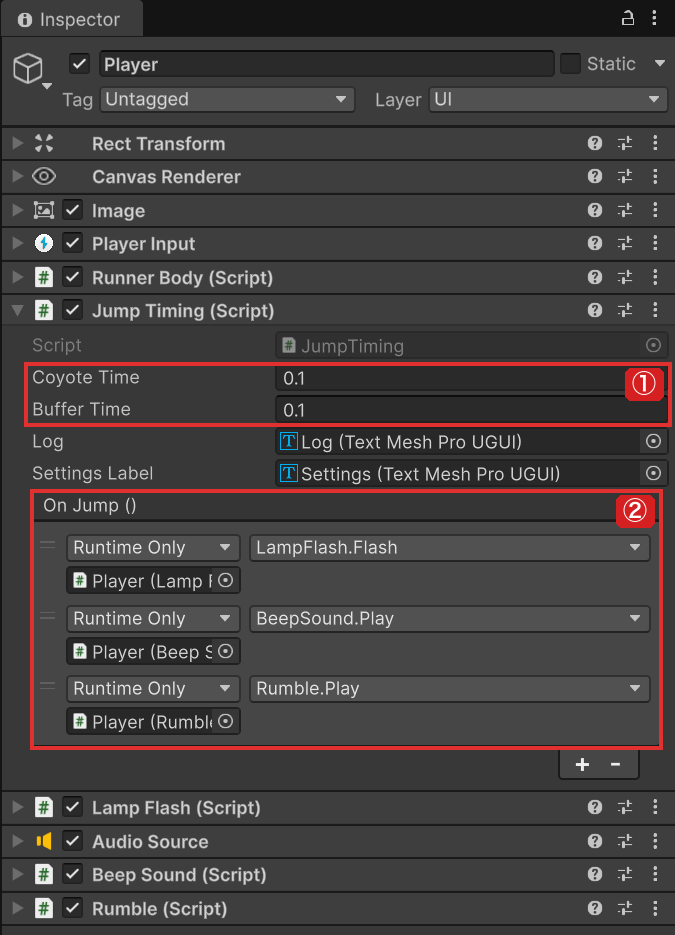 Inspector
Player Static
Tag Untagged Layer UI
Rect Transform
Canvas Renderer
Image
Player Input
# Runner Body (Script)
# Jump Timing (Script)
Script # JumpTiming
Coyote Time 0.1 ①
Buffer Time 0.1
Log T Log (Text Mesh Pro UGUI)
Settings Label T Settings (Text Mesh Pro UGUI)
On Jump () ②
Runtime Only LampFlash.Flash
# Player (Lamp F
Runtime Only BeepSound.Play
# Player (Beep S
Runtime Only Rumble.Play
# Player (Rumble
+ -
# Lamp Flash (Script)
Audio Source
# Beep Sound (Script)
# Rumble (Script)